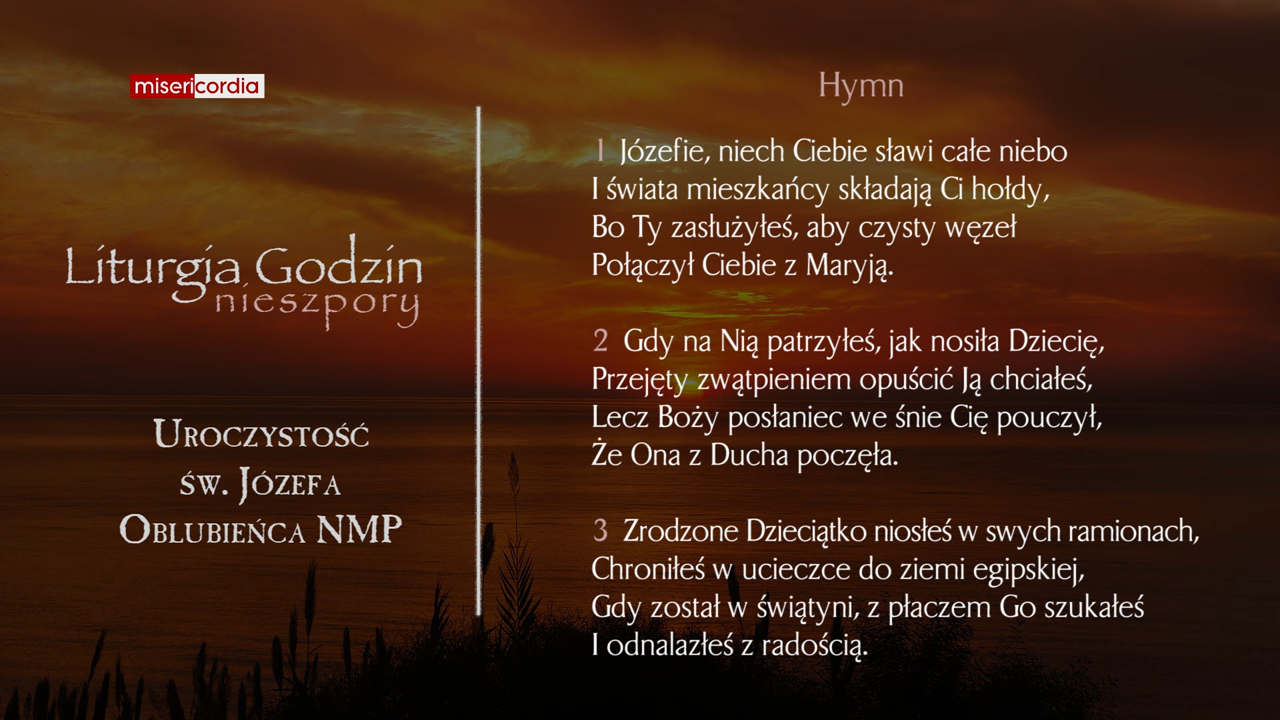 misericordia
Liturgia Godzin
nieszpory
Uroczystość
św. Józefa
Oblubieńca NMP
Hymn
1 Józefie, niech Ciebie sławi całe niebo
I świata mieszkańcy składają Ci hołdy,
Bo Ty zasłużyłeś, aby czysty węzeł
Połączył Ciebie z Maryją.
2 Gdy na Nią patrzyłeś, jak nosiła Dziecię,
Przejęty zwątpieniem opuścić Ją chciałeś,
Lecz Boży posłaniec we śnie Cię pouczył,
Że Ona z Ducha poczęła.
3 Zrodzone Dzieciątko niosłeś w swych ramionach,
Chroniłeś w ucieczce do ziemi egipskiej,
Gdy został w świątyni, z płaczem Go szukałeś
I odnalazłeś z radością.